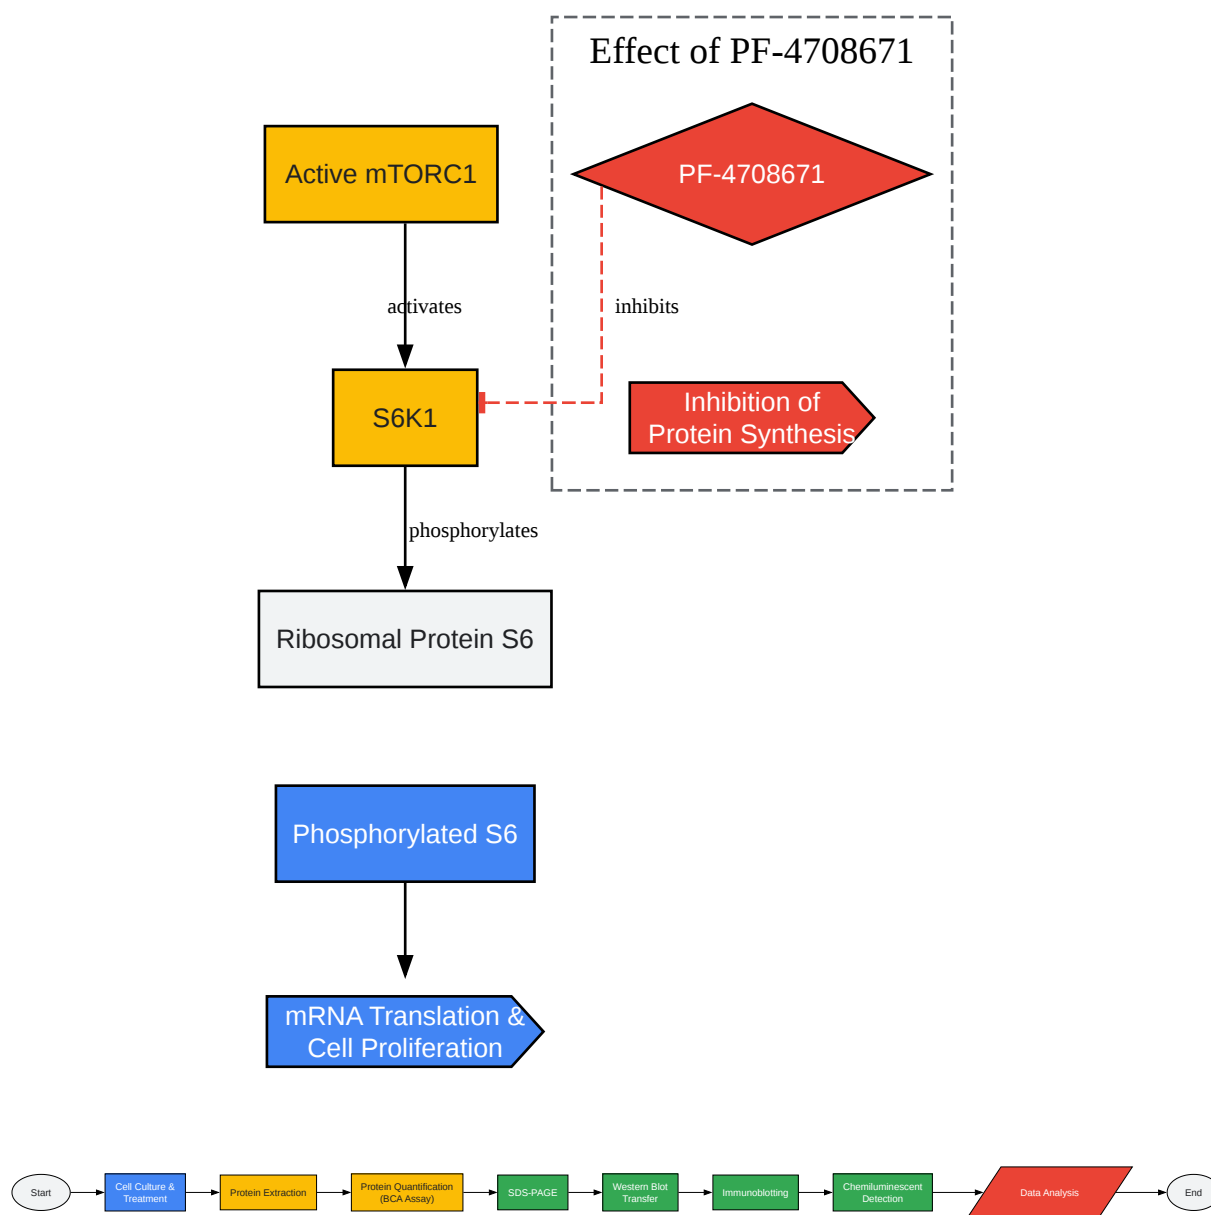 Effect of PF-4708671
Active mTORC1
PF-4708671
activates
inhibits
S6K1
Inhibition of
Protein Synthesis
phosphorylates
Ribosomal Protein S6
Phosphorylated S6
mRNA Translation &
Cell Proliferation
Start
Cell Culture &
Treatment
Protein Extraction
Protein Quantification
(BCA Assay)
SDS-PAGE
Western Blot
Transfer
Immunoblotting
Chemiluminescent
Detection
Data Analysis
End